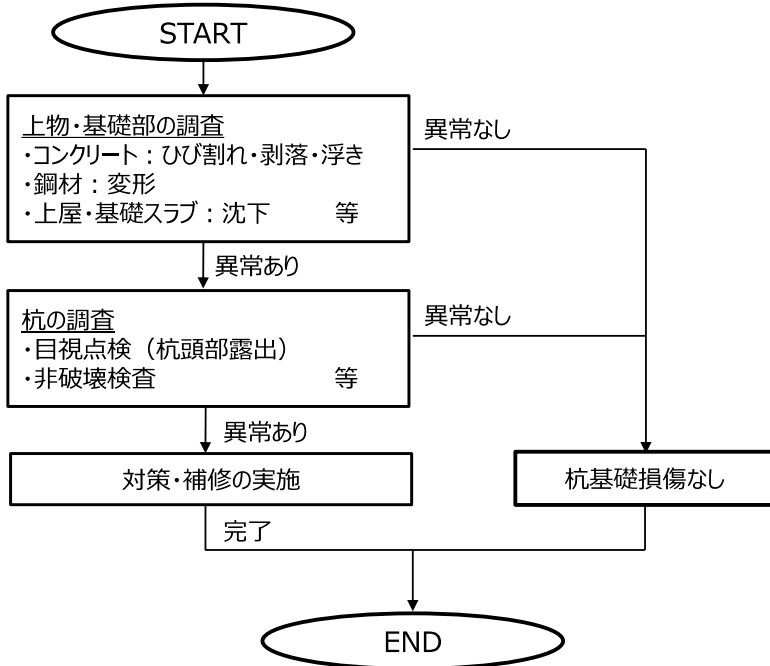 START
上物・基礎部の調査
・コンクリート：ひび割れ・剥落・浮き
・鋼材：変形
・上屋・基礎スラブ：沈下　　　等
異常なし
異常あり
杭の調査
・目視点検（杭頭部露出）
・非破壊検査　　　　　　　　等
異常なし
異常あり
対策・補修の実施
杭基礎損傷なし
完了
END